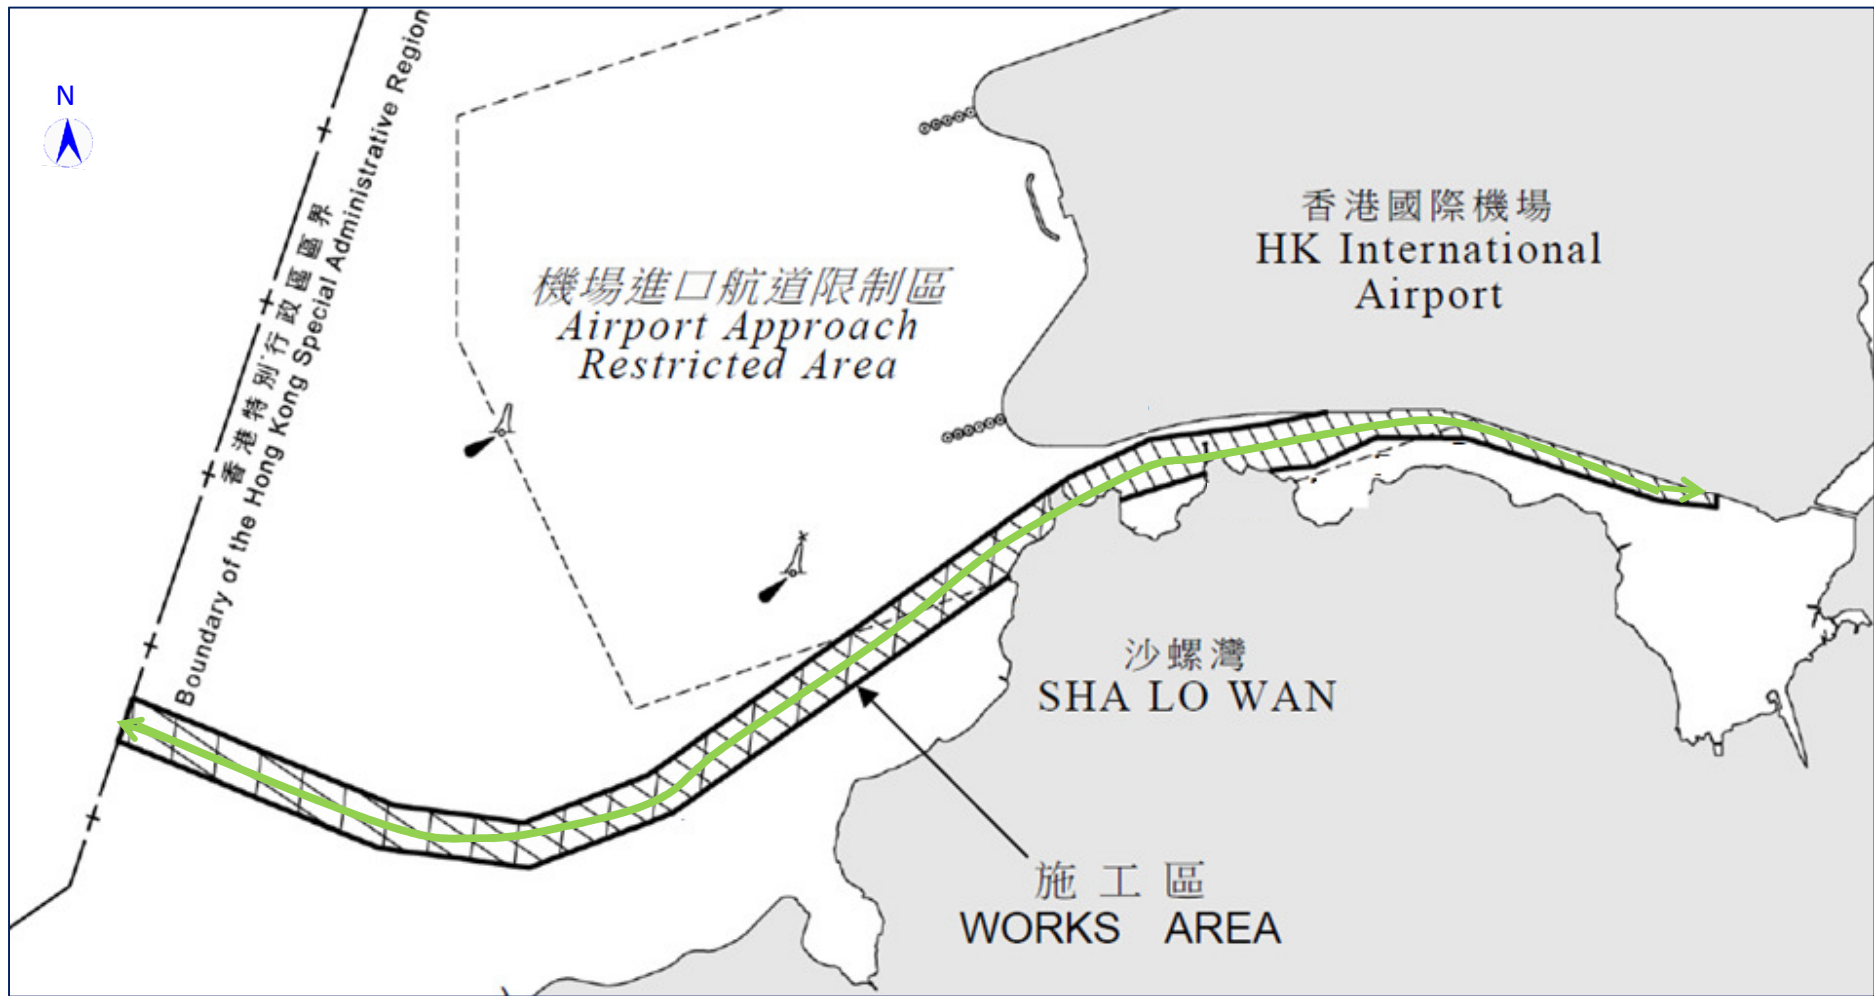 N
香港特別行政區區界
Boundary of the Hong Kong Special Administrative Region
機場進口航道限制區
Airport Approach
Restricted Area
香港國際機場
HK International
Airport
沙螺灣
SHA LO WAN
施工區
WORKS AREA